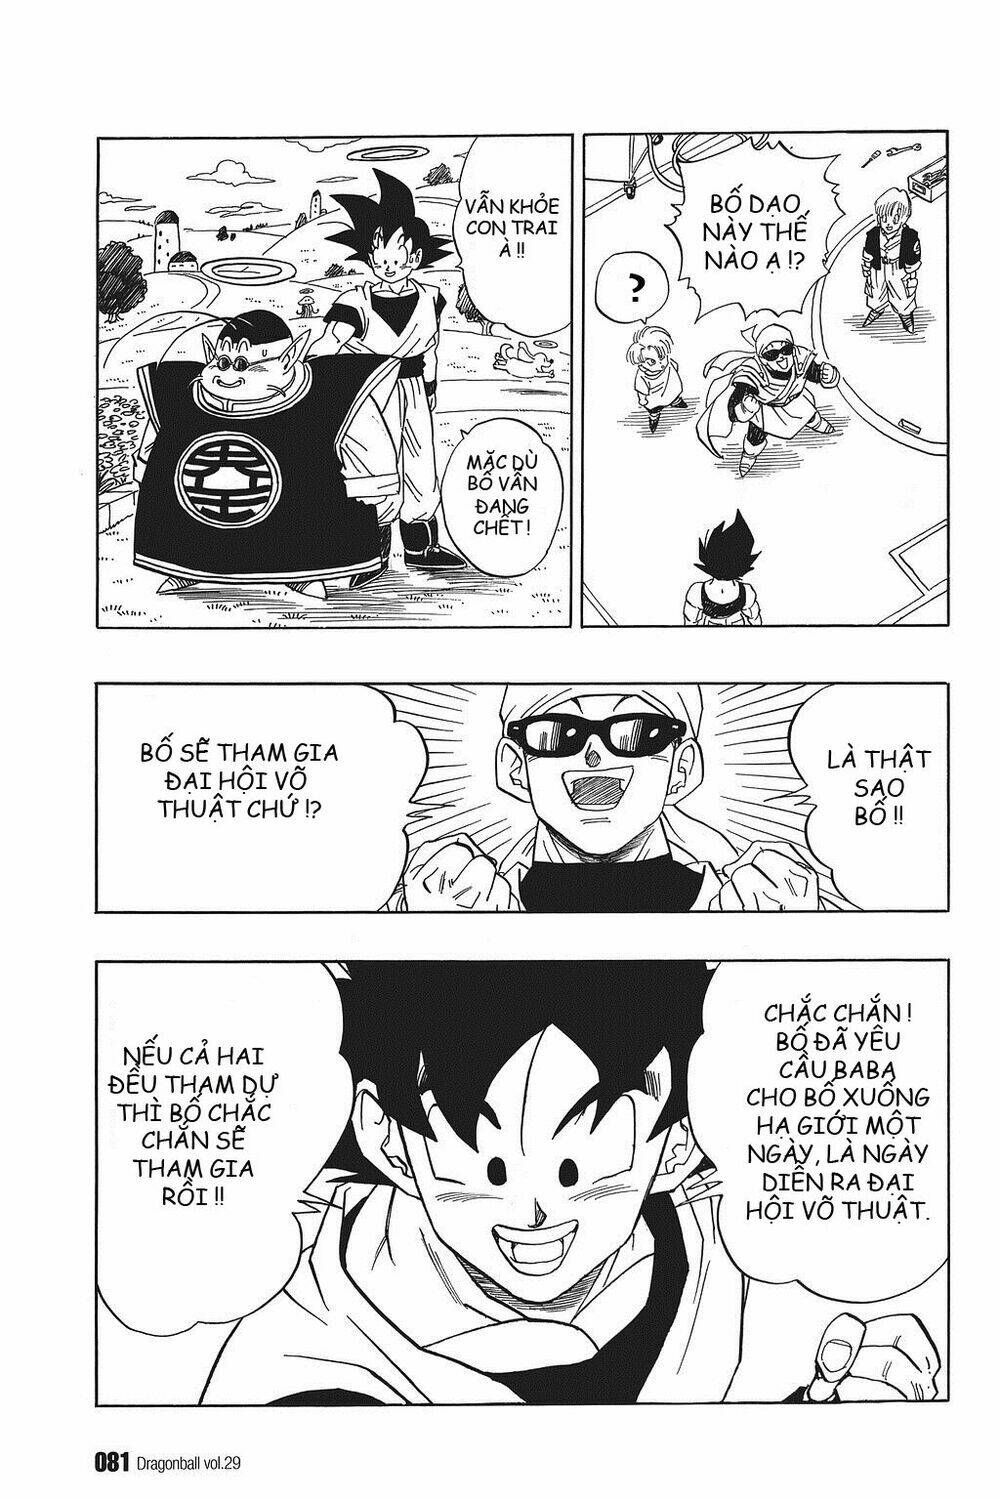 BỐ DẠO
NÀY THẾ
NÀO Ạ !?
?
VẪN KHỎE
CON TRAI
À !!
MẶC DÙ
BỐ VẪN
ĐANG
CHẾT !
LÀ THẬT
SAO
BỐ !!
BỐ SẼ THAM GIA
ĐẠI HỘI VÕ
THUẬT CHỨ !?
CHẮC CHẮN !
BỐ ĐÃ YÊU
CẦU BABA
CHO BỐ XUỐNG
HẠ GIỚI MỘT
NGÀY, LÀ NGÀY
DIỄN RA ĐẠI
HỘI VÕ THUẬT.
NẾU CẢ HAI
ĐỀU THAM DỰ
THÌ BỐ CHẮC
CHẮN SẼ
THAM GIA
RỒI !!
081 Dragonball vol.29